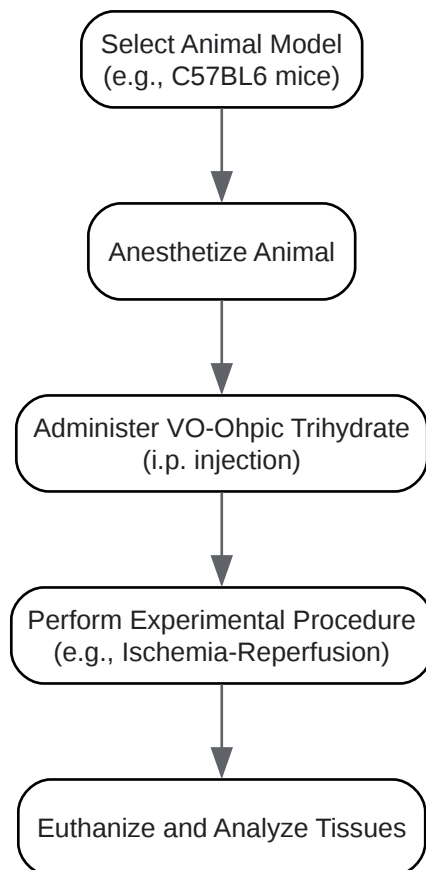 Select Animal Model
(e.g., C57BL6 mice)
Anesthetize Animal
Administer VO-Ohpic Trihydrate
(i.p. injection)
Perform Experimental Procedure
(e.g., Ischemia-Reperfusion)
Euthanize and Analyze Tissues